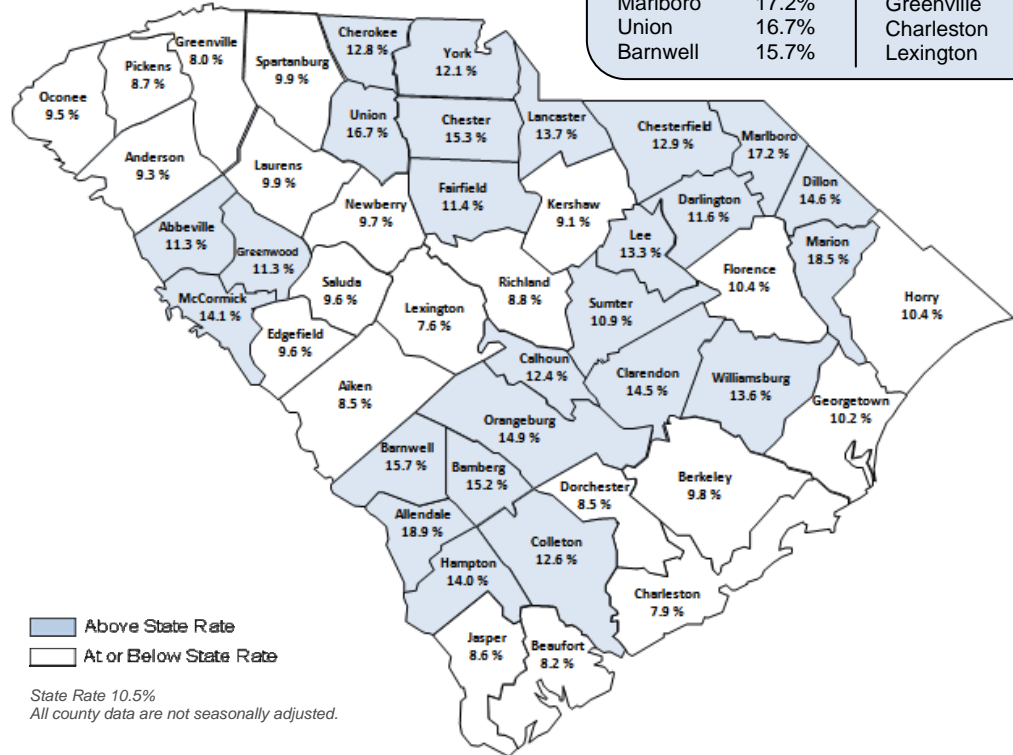 Marlboro 17.2% Greenville
Union 16.7% Charleston
Barnwell 15.7% Lexington
Cherokee
12.8 %
York
12.1 %
Greenville
8.0 %
Spartanburg
9.9 %
Pickens
8.7 %
Oconee
9.5 %
Union
16.7 %
Chester
15.3 %
Lancaster
13.7 %
Chesterfield
12.9 %
Marlboro
17.2 %
Anderson
9.3 %
Laurens
9.9 %
Dillon
14.6 %
Fairfield
11.4 %
Kershaw
9.1 %
Darlington
11.6 %
Newberry
9.7 %
Abbeville
11.3 %
Greenwood
11.3 %
Lee
13.3 %
Marion
18.5 %
Saluda
9.6 %
Richland
8.8 %
Florence
10.4 %
McCormick
14.1 %
Lexington
7.6 %
Sumter
10.9 %
Horry
10.4 %
Edgefield
9.6 %
Calhoun
12.4 %
Clarendon
14.5 %
Williamsburg
13.6 %
Aiken
8.5 %
Georgetown
10.2 %
Orangeburg
14.9 %
Barnwell
15.7 %
Bamberg
15.2 %
Berkeley
9.8 %
Dorchester
8.5 %
Allendale
18.9 %
Colleton
12.6 %
Hampton
14.0 %
Charleston
7.9 %
Jasper
8.6 %
Beaufort
8.2 %
Above State Rate
At or Below State Rate
State Rate 10.5%
All county data are not seasonally adjusted.